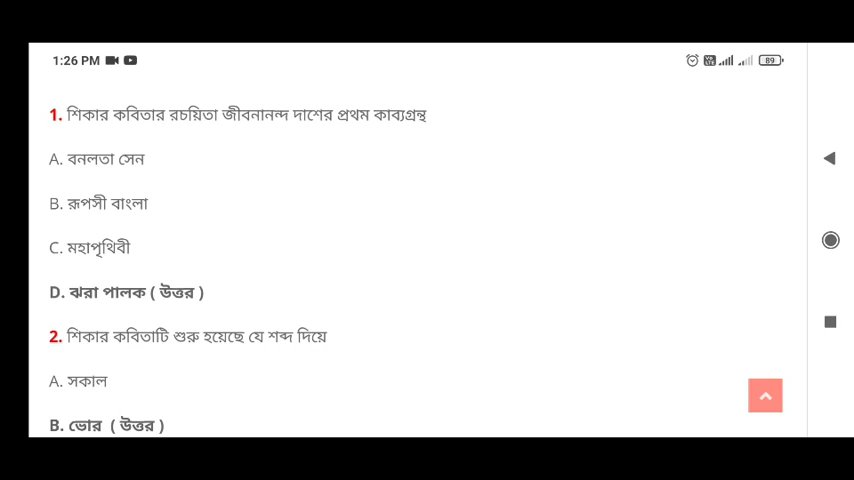 1:26 PM
89
1. শিকার কবিতার রচয়িতা জীবনানন্দ দাশের প্রথম কাব্যগ্রন্থ
A. বনলতা সেন
B. রূপসী বাংলা
C. মহাপৃথিবী
D. ঝরা পালক ( উত্তর )
2. শিকার কবিতাটি শুরু হয়েছে যে শব্দ দিয়ে
A. সকাল
B. ভোর ( উত্তর )